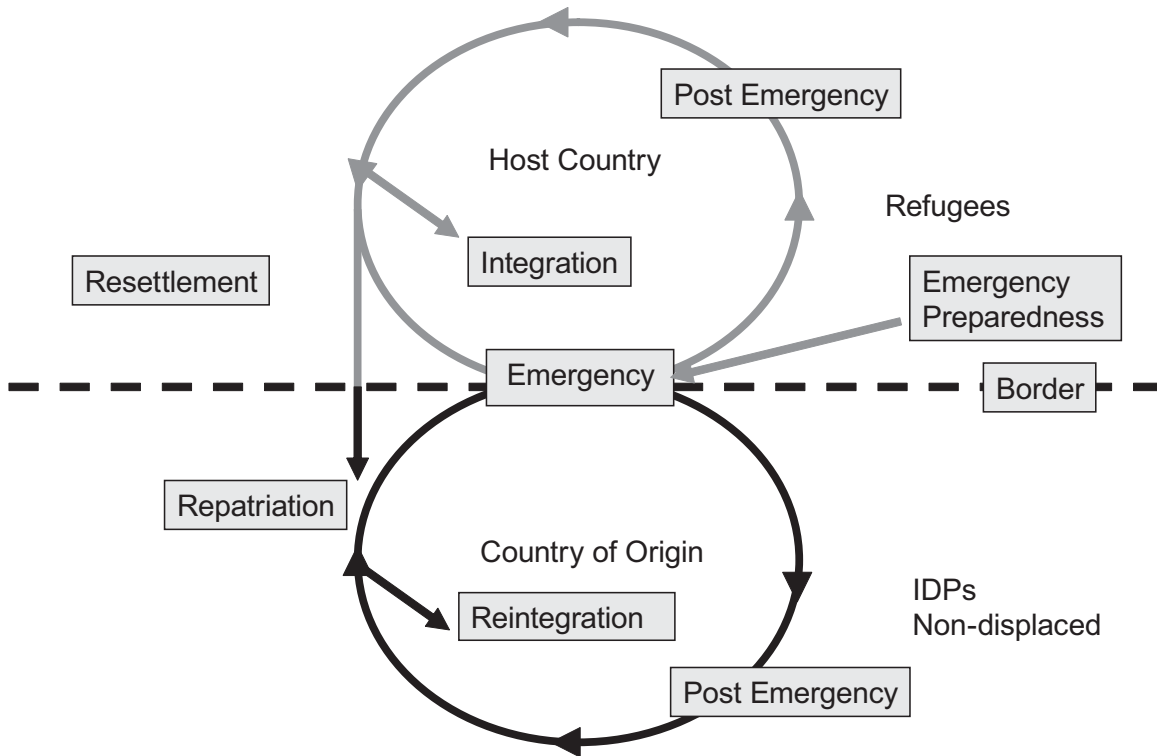 Post Emergency
Host Country
Refugees
Integration
Resettlement
Emergency
Preparedness
Emergency
Border
Repatriation
Country of Origin
IDPs
Non-displaced
Reintegration
Post Emergency